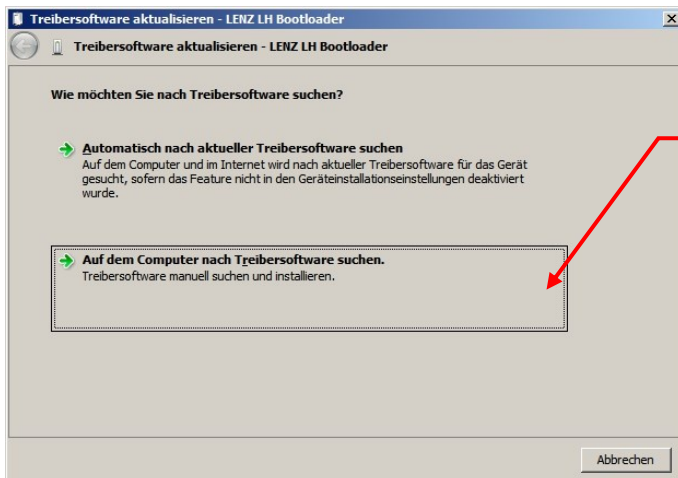 Treibersoftware aktualisieren - LENZ LH Bootloader
Treibersoftware aktualisieren - LENZ LH Bootloader
Wie möchten Sie nach Treibersoftware suchen?
Automatisch nach aktueller Treibersoftware suchen
Auf dem Computer und im Internet wird nach aktueller Treibersoftware für das Gerät
gesucht, sofern das Feature nicht in den Geräteinstallationseinstellungen deaktiviert
wurde.
Auf dem Computer nach Treibersoftware suchen.
Treibersoftware manuell suchen und installieren.
Abbrechen